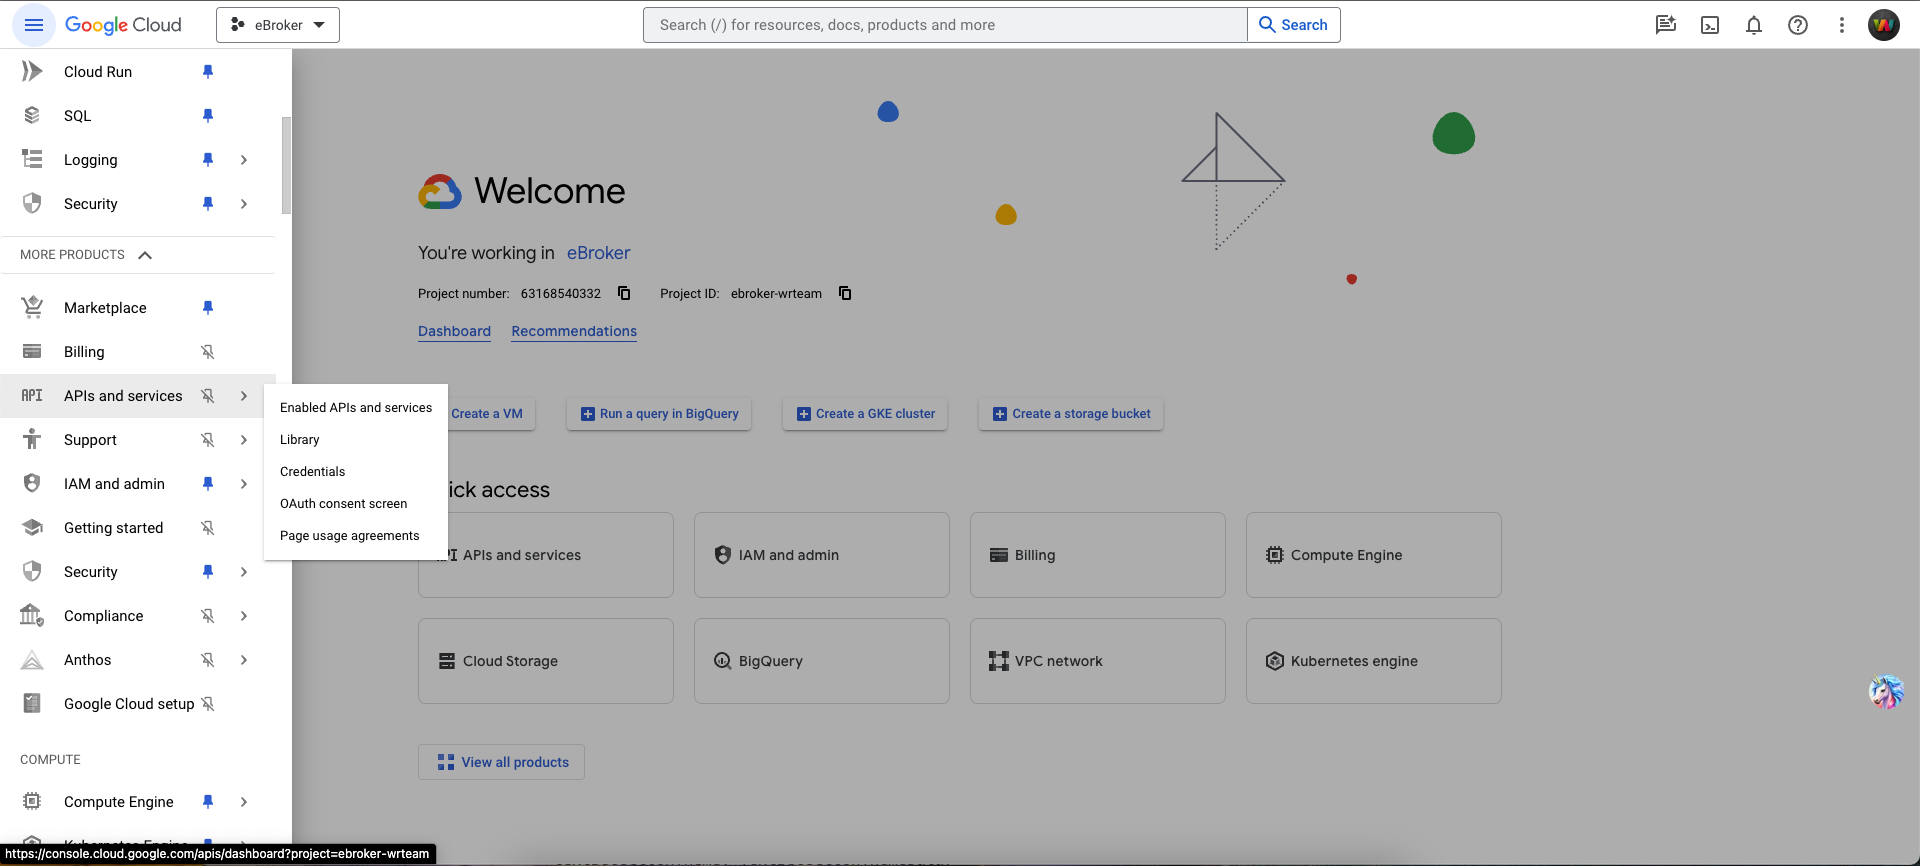 Google Cloud
eBroker
Search (/) for resources, docs, products and more
Search
Cloud Run
SQL
Logging
Security
MORE PRODUCTS
Marketplace
Billing
API APIs and services
Support
IAM and admin
Getting started
Security
Compliance
Anthos
Google Cloud setup
COMPUTE
Compute Engine
Kubernetes Engine
https://console.cloud.google.com/apis/dashboard?project=ebroker-wrteam
Enabled APIs and services
Library
Credentials
OAuth consent screen
Page usage agreements
Welcome
You're working in eBroker
Project number: 63168540332 Project ID: ebroker-wrteam
Dashboard Recommendations
Create a VM
Run a query in BigQuery
Create a GKE cluster
Create a storage bucket
ick access
APIs and services
IAM and admin
Billing
Compute Engine
Cloud Storage
BigQuery
VPC network
Kubernetes engine
View all products